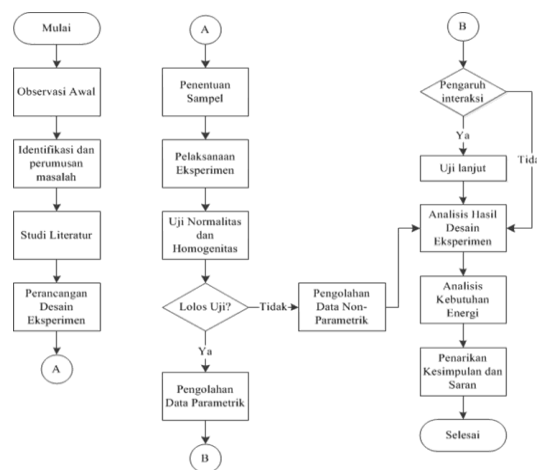 Mulai
Observasi Awal
Identifikasi dan
perumusan
masalah
Studi Literatur
Perancangan
Desain
Eksperimen
A
A
Penentuan
Sampel
Pelaksanaan
Eksperimen
Uji Normalitas
dan
Homogenitas
Lolos Uji?
Tidak
Ya
Pengolahan
Data Parametrik
B
Pengolahan
Data Non-
Parametrik
B
Pengaruh
interaksi
Ya
Tida
Uji lanjut
Analisis Hasil
Desain
Eksperimen
Analisis
Kebutuhan
Energi
Penarikan
Kesimpulan dan
Saran
Selesai